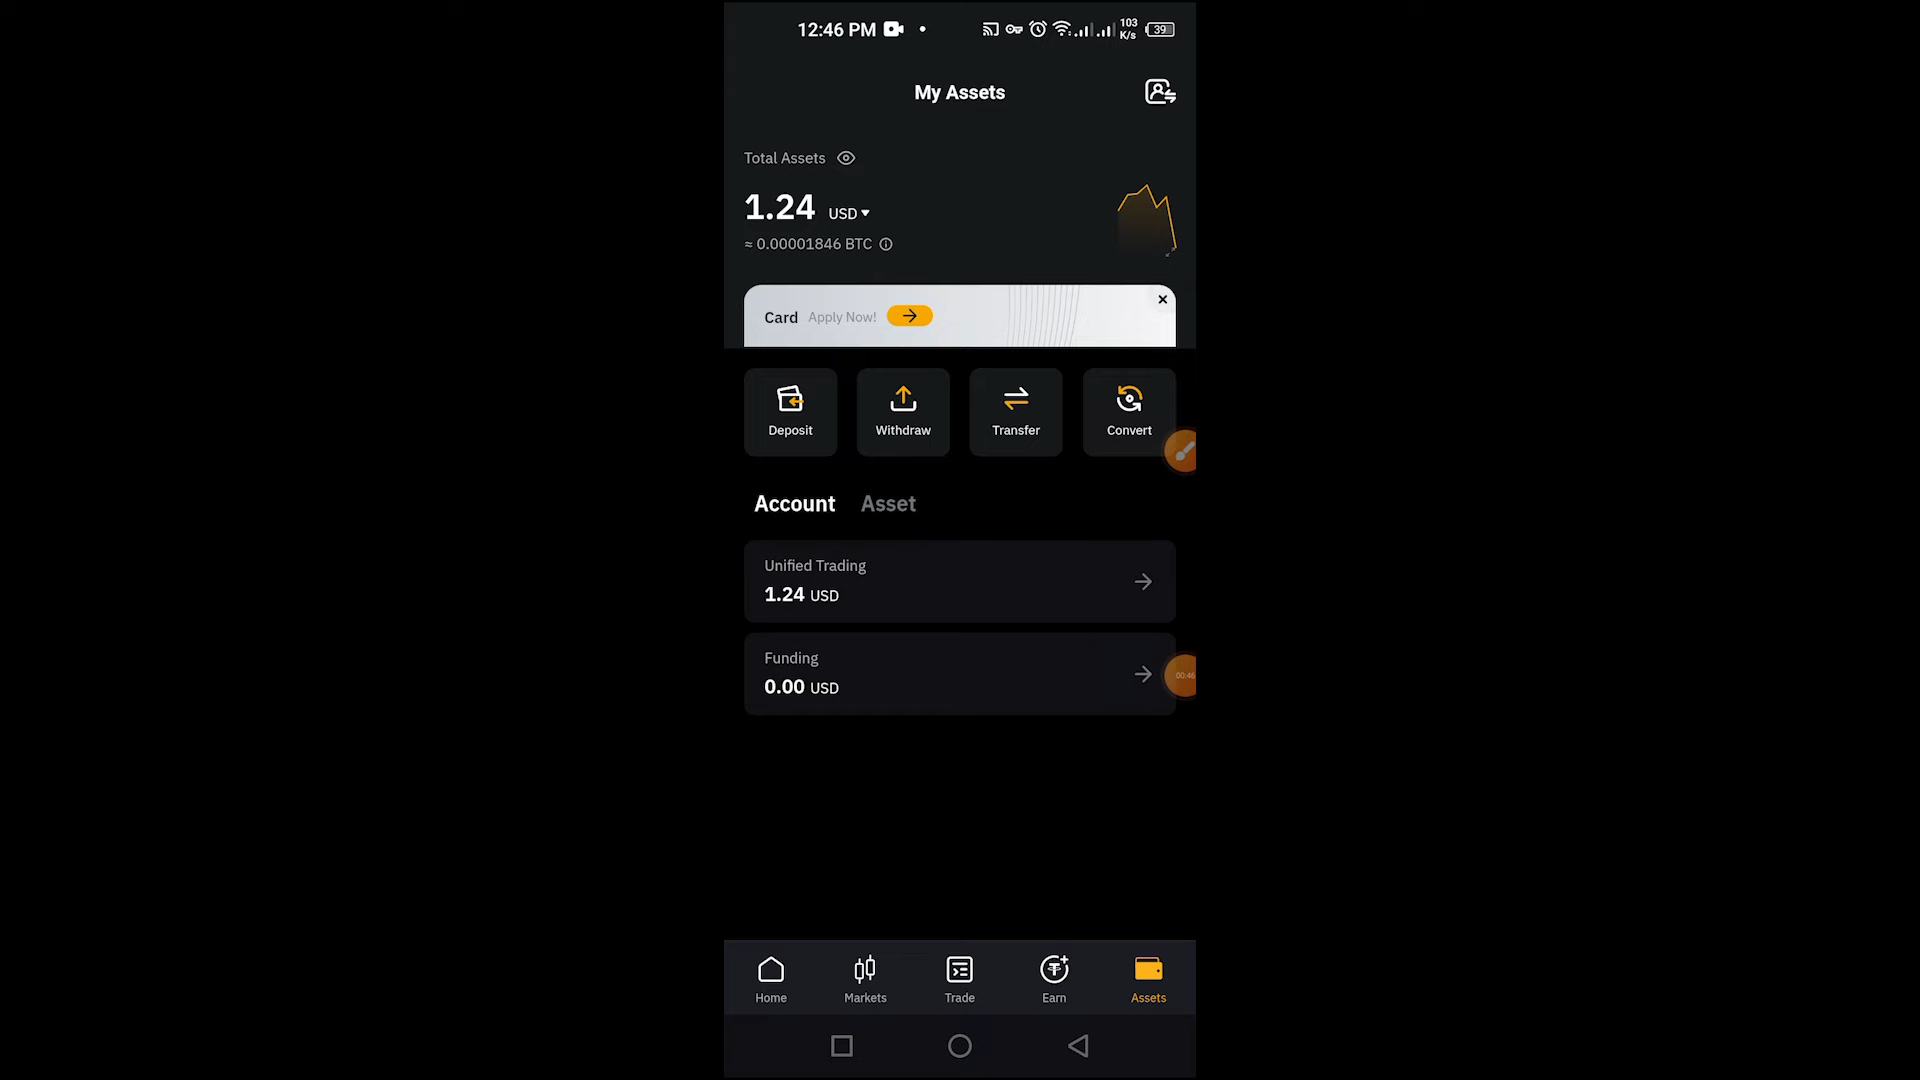 12:46 PM
103
K/s
39
My Assets
Total Assets
1.24 USD
≈ 0.00001846 BTC
Card Apply Now!
Deposit Withdraw Transfer Convert
Account Asset
Unified Trading
1.24 USD
Funding
0.00 USD
00:46
Home Markets Trade Earn Assets